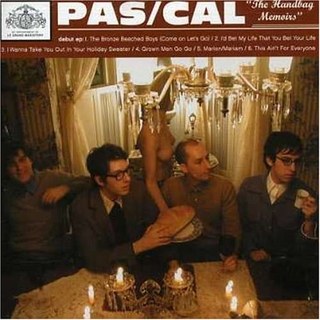 PAS/CAL
"The Handbag
Memoirs"
debut ep: 1. The Bronze Beached Boys (Come on Let's Go) / 2. I'd Bet My Life That You Bet Your Life
3. I Wanna Take You Out In Your Holiday Sweater / 4. Grown Men Go Go / 5. Marlen/Marlam / 6. This Ain't For Everyone